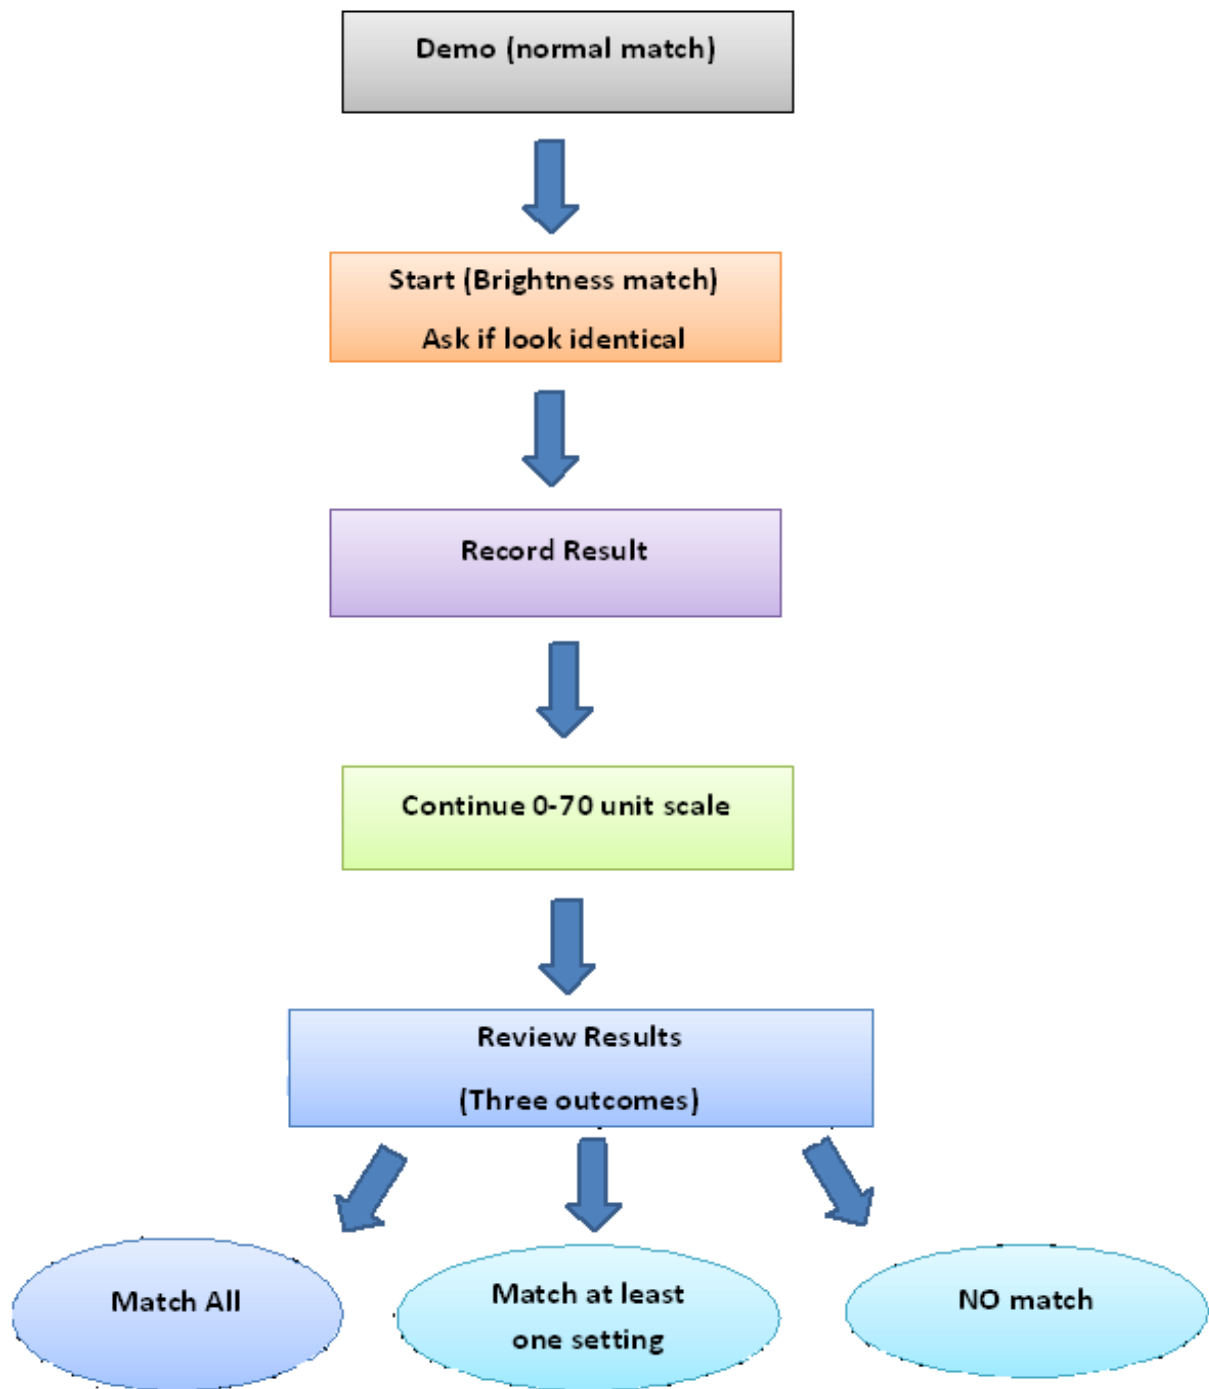 Demo (normal match)
Start (Brightness match)
Ask if look identical
Record Result
Continue 0-70 unit scale
Review Results
(Three outcomes)
Match All
Match at least
one setting
NO match